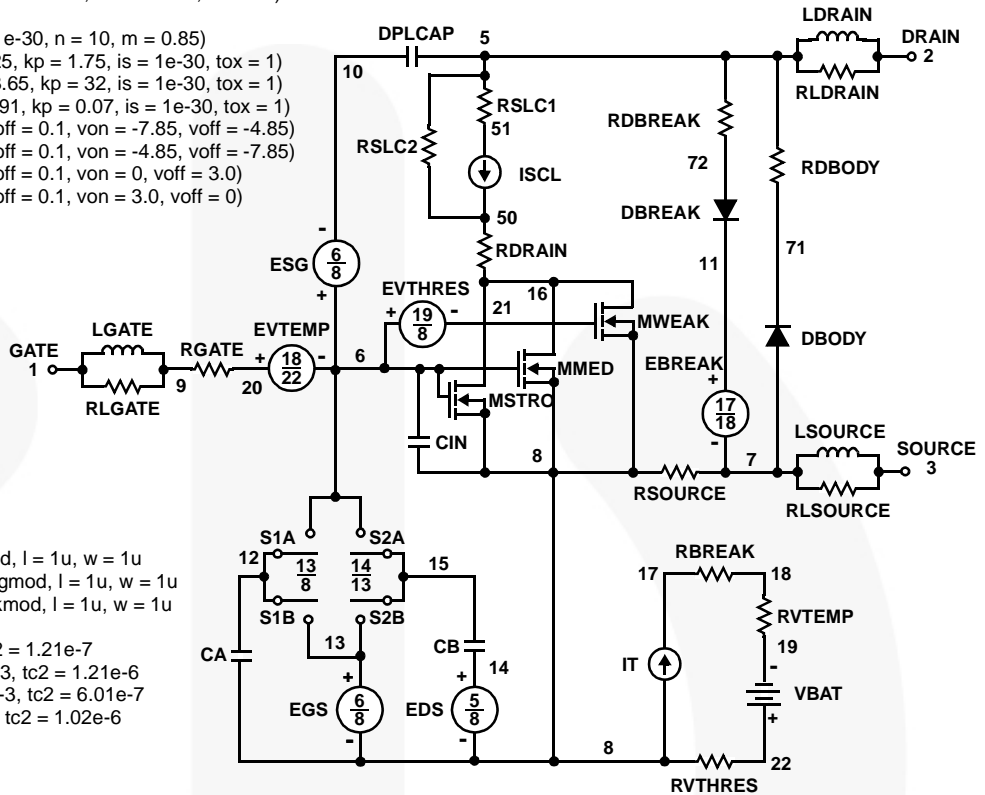 e-30, n = 10, m = 0.85)
25, kp = 1.75, is = 1e-30, tox = 1)
3.65, kp = 32, is = 1e-30, tox = 1)
91, kp = 0.07, is = 1e-30, tox = 1)
off = 0.1, von = -7.85, voff = -4.85)
off = 0.1, von = -4.85, voff = -7.85)
off = 0.1, von = 0, voff = 3.0)
off = 0.1, von = 3.0, voff = 0)
LDRAIN
DPLCAP 5 DRAIN
10 2
RSLC1 RLDRAIN
51 RDBREAK
RSLC2 72 RDBODY
ISCL
DBREAK
50
- RDRAIN 71
ESG 6/8 11
EVTHRES 16
+ + 19/8 - 21 MWEAK
LGATE EVTEMP DBODY
GATE RGATE + 18/22 - 6 EBREAK
1 MMED +
9 20 MSTRO 17/18
RLGATE - LSOURCE
CIN SOURCE
8 7 3
RSOURCE
RLSOURCE
S1A S2A
12 13/8 14/13 15 RBREAK
17 18
S1B S2B
RVTEMP
13 CB 19
CA 14 IT -
+ + VBAT
EGS 6/8 EDS 5/8 +
- - 8
22
RVTHRES
d, l = 1u, w = 1u
gmod, l = 1u, w = 1u
kmod, l = 1u, w = 1u
2 = 1.21e-7
3, tc2 = 1.21e-6
-3, tc2 = 6.01e-7
tc2 = 1.02e-6